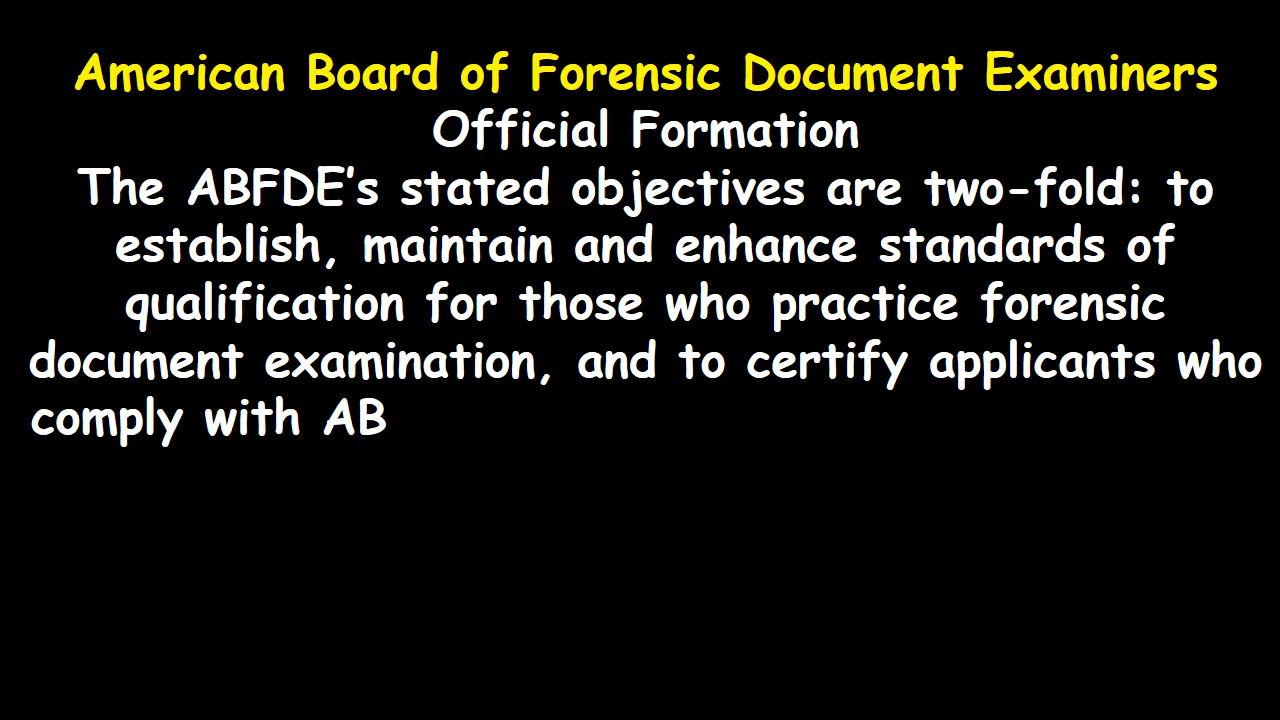 American Board of Forensic Document Examiners
Official Formation
The ABFDE's stated objectives are two-fold: to
establish, maintain and enhance standards of
qualification for those who practice forensic
document examination, and to certify applicants who
comply with AB